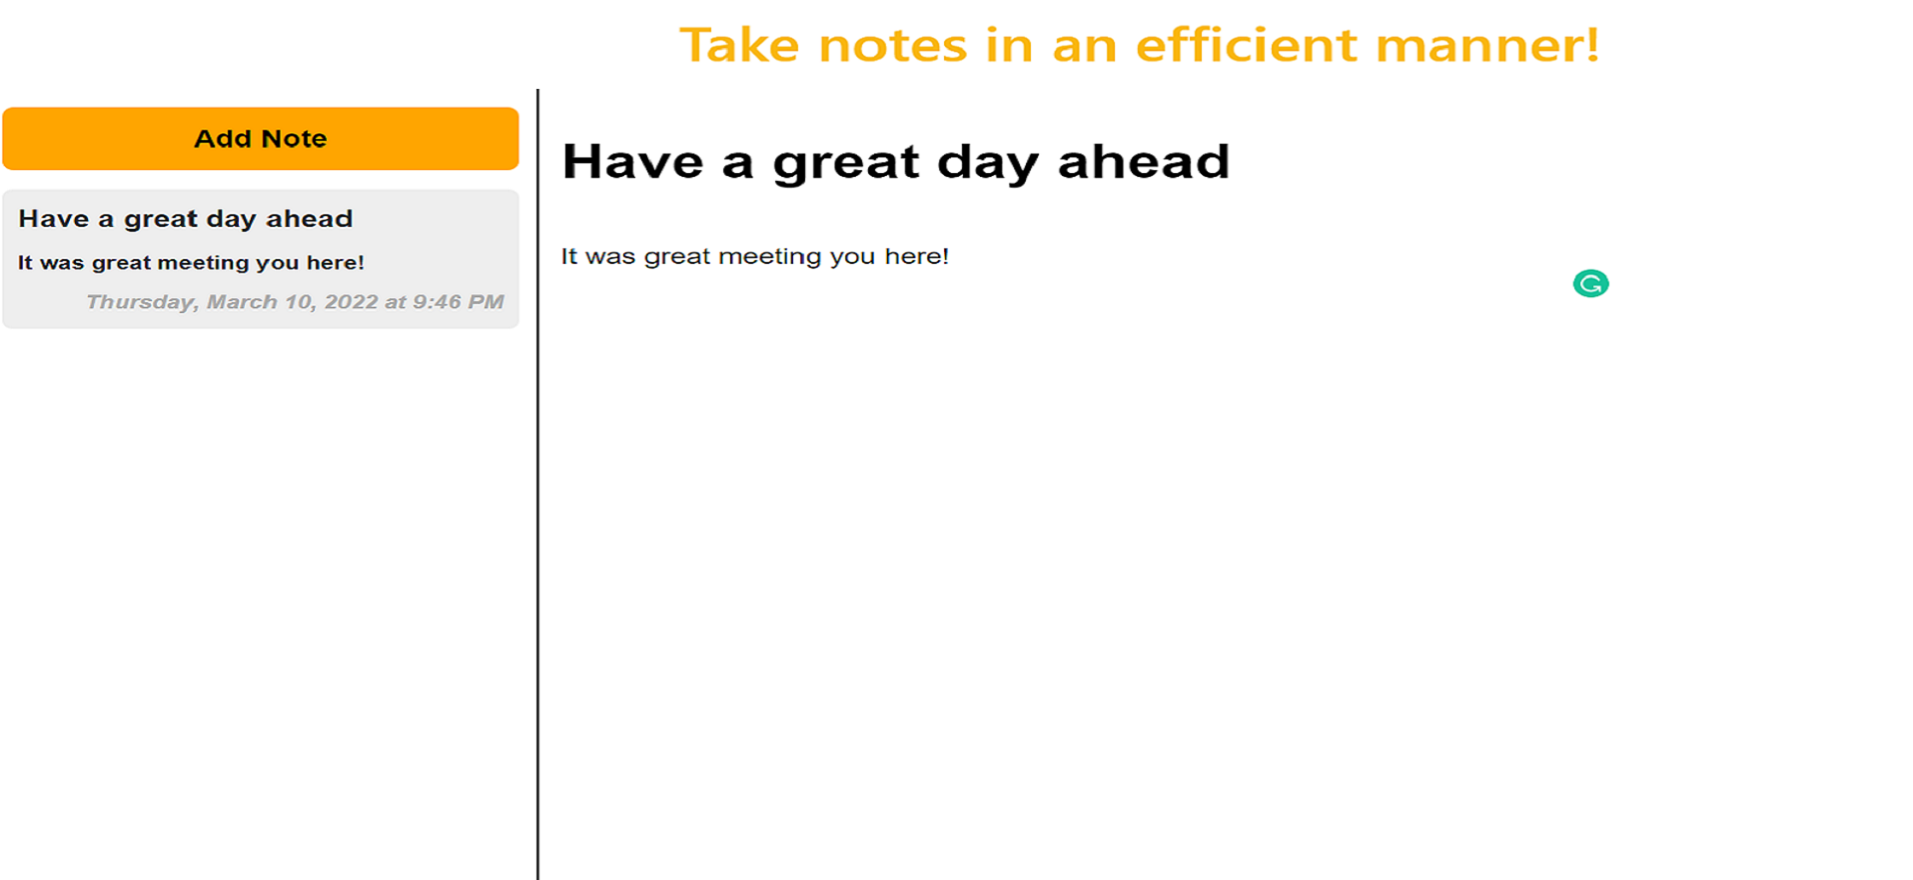 Take notes in an efficient manner!
Add Note
Have a great day ahead
It was great meeting you here!
Thursday, March 10, 2022 at 9:46 PM
Have a great day ahead
It was great meeting you here!